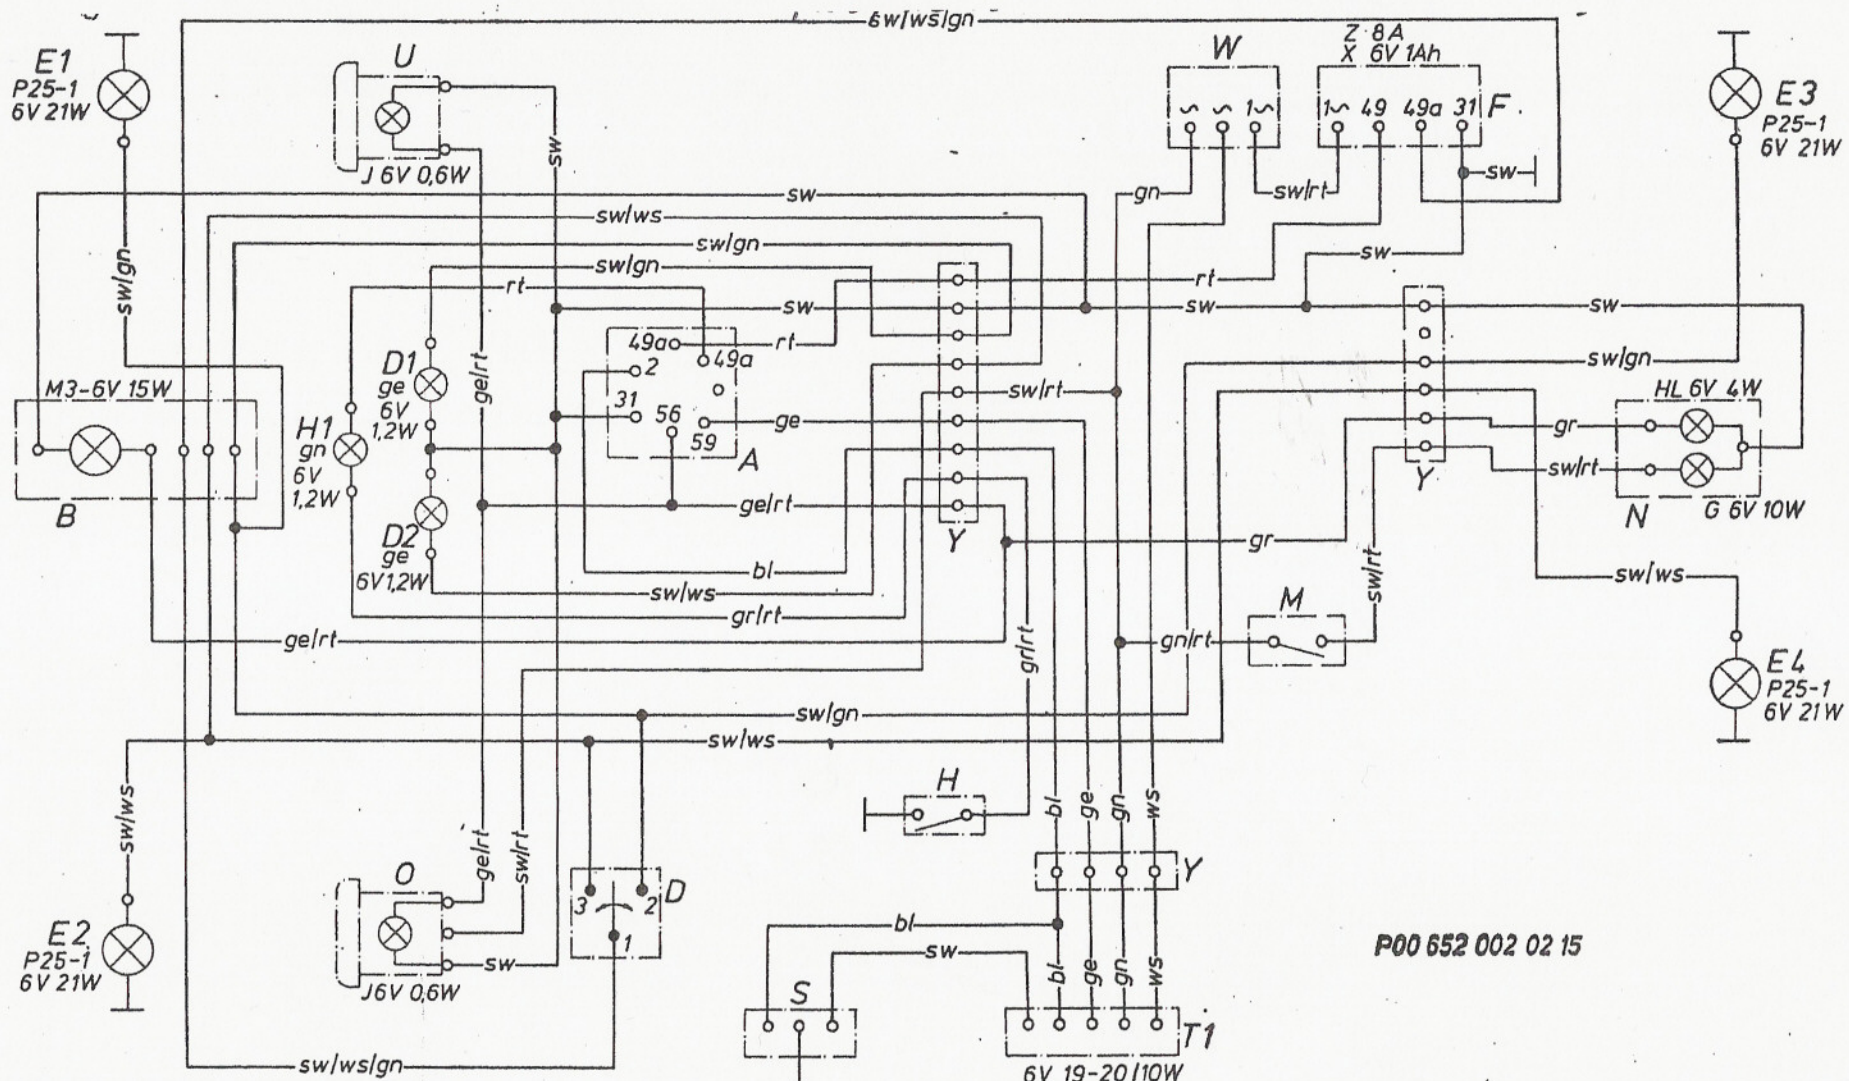 sw/ws/gn
E1
P25-1
6V 21W
U
J 6V 0,6W
sw
W
Z 8A
X 6V 1Ah
1~ 49 49a 31
F
~ ~ 1~
E3
P25-1
6V 21W
gn
sw/rt
sw
sw
sw/ws
sw/gn
sw/gn
rt
sw
sw/gn
rt
sw
sw
sw
sw/gn
49a
rt
49a
2
31
56
59
A
ge
D1
ge
6V
1,2W
ge/rt
M3-6V 15W
B
H1
gn
6V
1,2W
D2
ge
6V 1,2W
sw/rt
ge/rt
Y
Y
HL 6V 4W
gr
sw/rt
N
G 6V 10W
gr
bl
sw/ws
gr/rt
ge/rt
gr/rt
sw/rt
M
gn/rt
sw/ws
E4
P25-1
6V 21W
sw/gn
sw/ws
sw/ws
H
bl
ge
gn
ws
Y
O
ge/rt
sw/rt
3
2
1
D
E2
P25-1
6V 21W
sw
J 6V 0,6W
bl
sw
bl
ge
gn
ws
P00 652 002 02 15
S
T1
sw/ws/gn
6V 19-20/10W